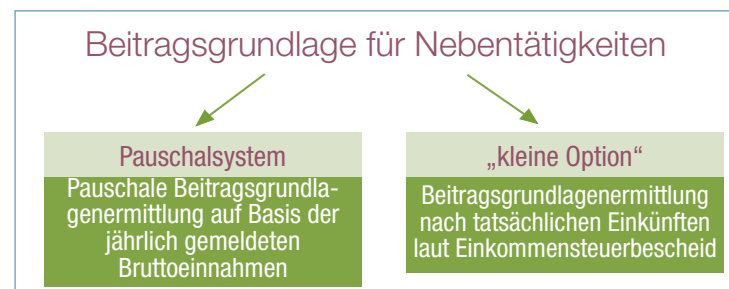 Beitragsgrundlage für Nebentätigkeiten
Pauschalsystem
Pauschale Beitragsgrundla-
genermittlung auf Basis der
jährlich gemeldeten
Bruttoeinnahmen
„kleine Option“
Beitragsgrundlagenermittlung
nach tatsächlichen Einkünften
laut Einkommensteuerbescheid